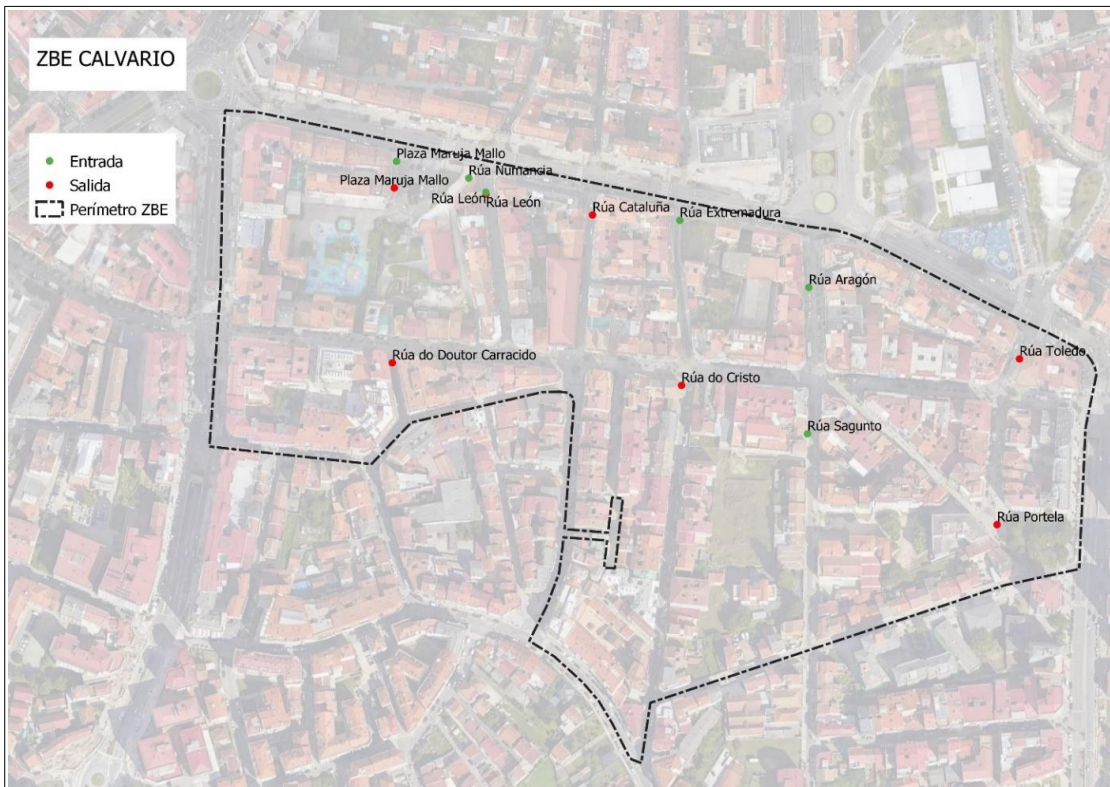 ZBE CALVARIO
Entrada
Salida
Perímetro ZBE
Plaza Maruja Mallo
Rúa Numancia
Plaza Maruja Mallo
Rúa León
Rúa León
Rúa Cataluña
Rúa Extremadura
Rúa Aragón
Rúa do Doutor Carracido
Rúa Toledo
Rúa do Cristo
Rúa Sagunto
Rúa Portela